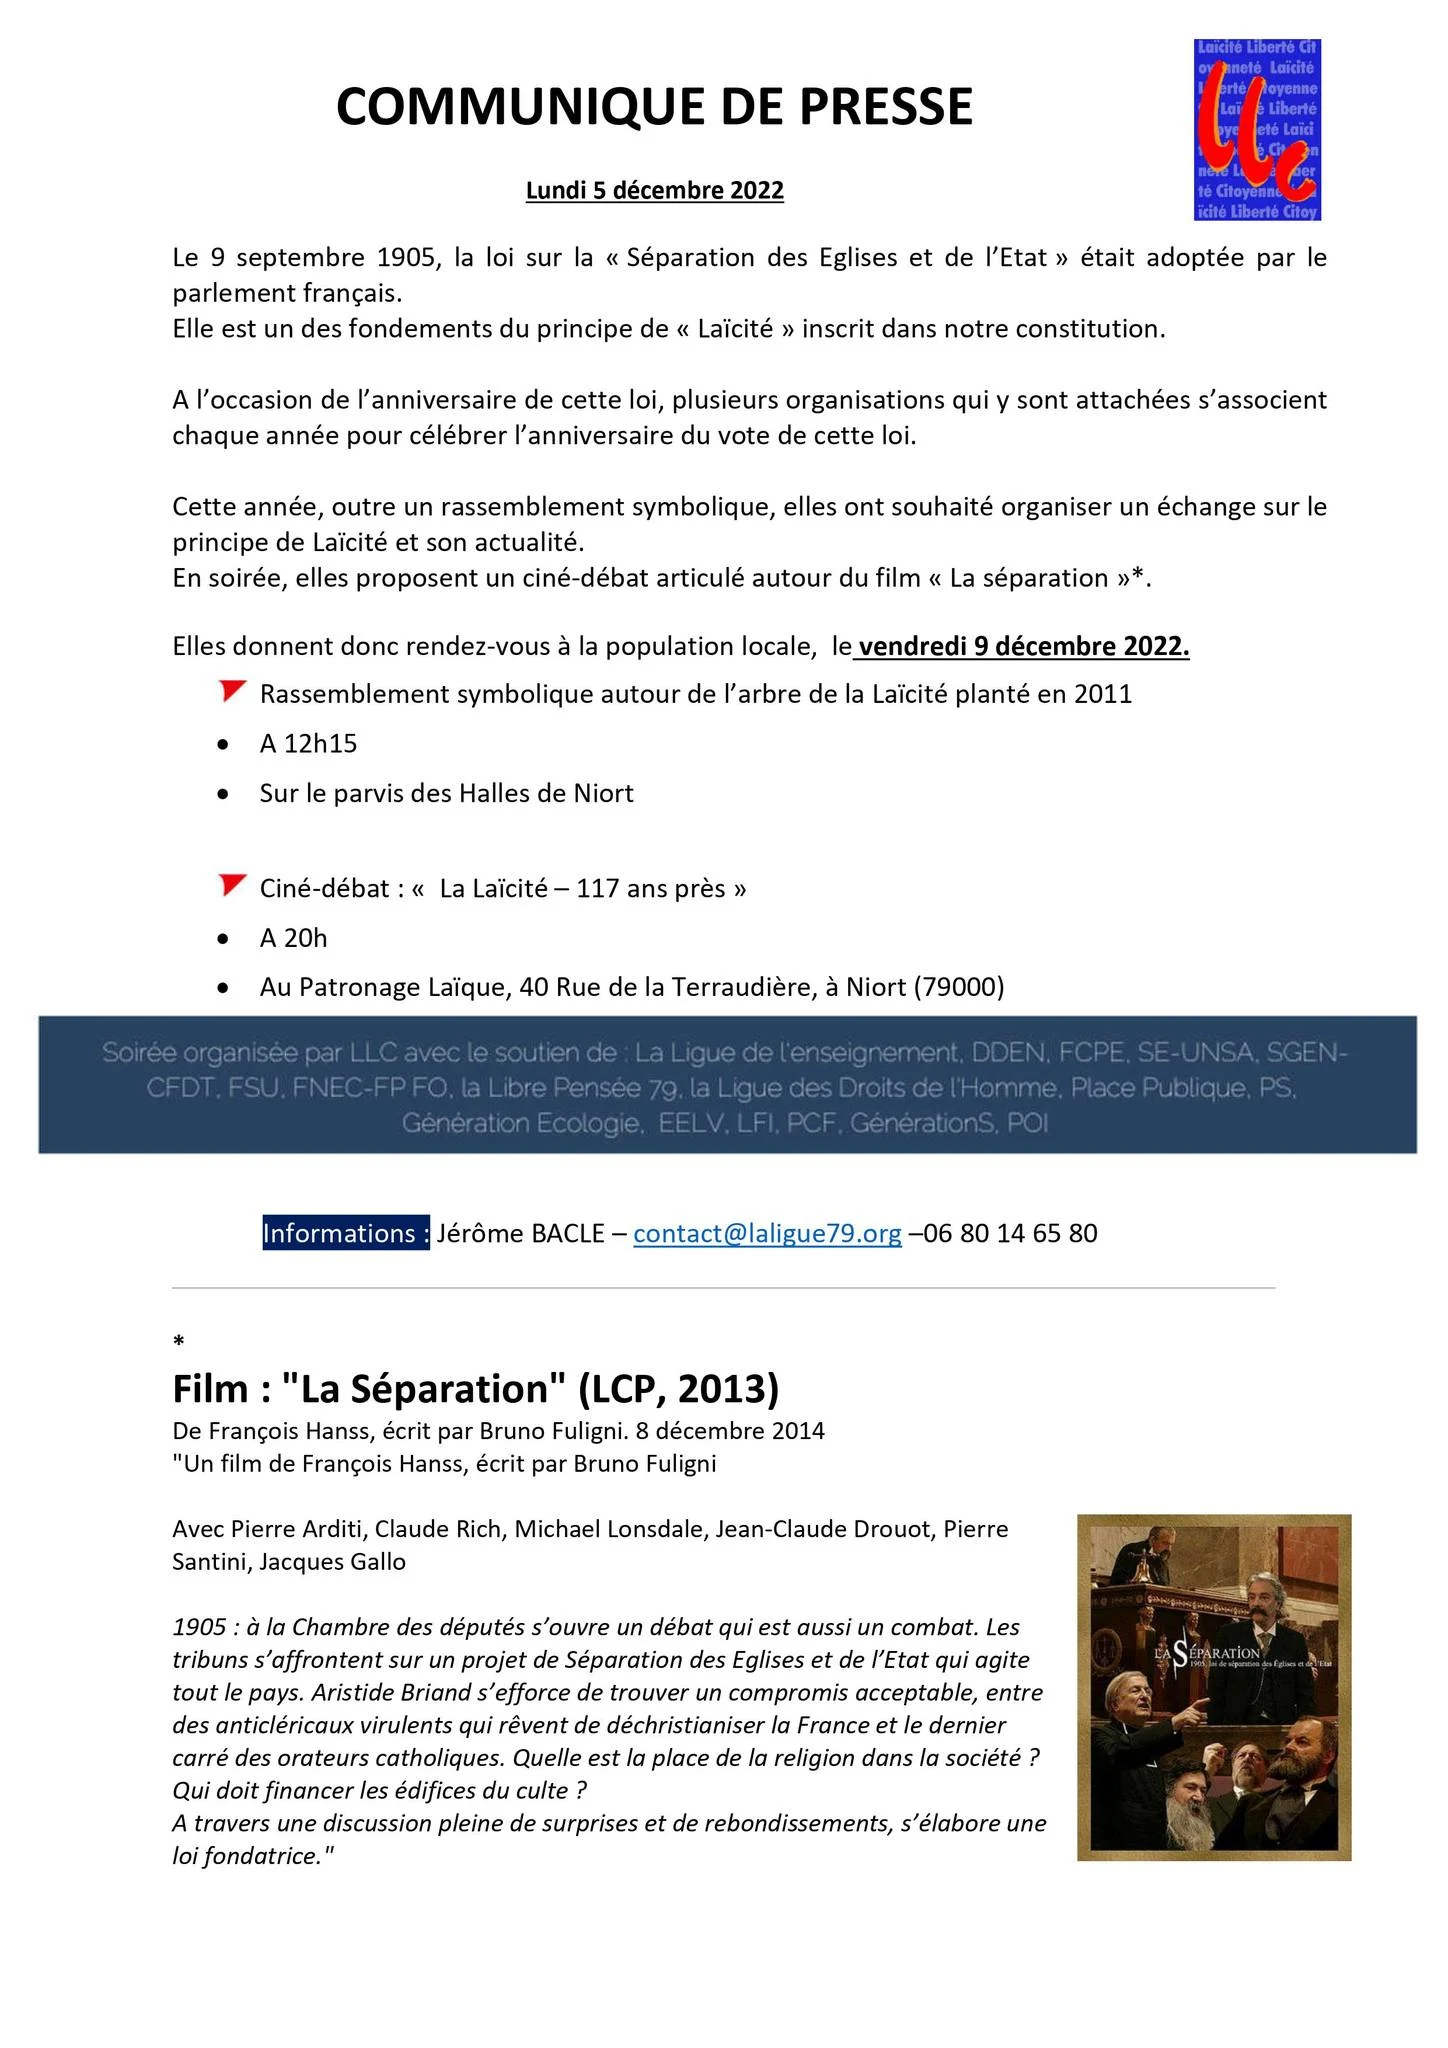 COMMUNIQUE DE PRESSE
Lundi 5 décembre 2022
Laïcité Liberté Cit
Le 9 septembre 1905, la loi sur la « Séparation des Eglises et de l’Etat » était adoptée par le
parlement français.
Elle est un des fondements du principe de « Laïcité » inscrit dans notre constitution.
A l’occasion de l’anniversaire de cette loi, plusieurs organisations qui y sont attachées s’associent
chaque année pour célébrer l’anniversaire du vote de cette loi.
Cette année, outre un rassemblement symbolique, elles ont souhaité organiser un échange sur le
principe de Laïcité et son actualité.
En soirée, elles proposent un ciné-débat articulé autour du film « La séparation »*.
Elles donnent donc rendez-vous à la population locale, le vendredi 9 décembre 2022.
Rassemblement symbolique autour de l’arbre de la Laïcité planté en 2011
• A 12h15
• Sur le parvis des Halles de Niort
Ciné-débat : « La Laïcité – 117 ans près »
• A 20h
• Au Patronage Laïque, 40 Rue de la Terraudière, à Niort (79000)
Soirée organisée par LLC avec le soutien de : La Ligue de l'enseignement, DDEN, FCPE, SE-UNSA, SGEN-
CFDT, FSU, FNEC-FP FO, la Libre Pensée 79, la Ligue des Droits de l'Homme, Place Publique, PS,
Génération Ecologie, EELV, LFI, PCF, GénérationS, POI
Informations : Jérôme BACLE – contact@laligue79.org –06 80 14 65 80
*
Film : "La Séparation" (LCP, 2013)
De François Hanss, écrit par Bruno Fuligni. 8 décembre 2014
"Un film de François Hanss, écrit par Bruno Fuligni
Avec Pierre Arditi, Claude Rich, Michael Lonsdale, Jean-Claude Drouot, Pierre
Santini, Jacques Gallo
1905 : à la Chambre des députés s’ouvre un débat qui est aussi un combat. Les
tribuns s’affrontent sur un projet de Séparation des Eglises et de l’Etat qui agite
tout le pays. Aristide Briand s’efforce de trouver un compromis acceptable, entre
des anticléricaux virulents qui rêvent de déchristianiser la France et le dernier
carré des orateurs catholiques. Quelle est la place de la religion dans la société ?
Qui doit financer les édifices du culte ?
A travers une discussion pleine de surprises et de rebondissements, s’élabore une
loi fondatrice."
LA SÉPARATION
1905, loi de séparation des Églises et de l'Etat